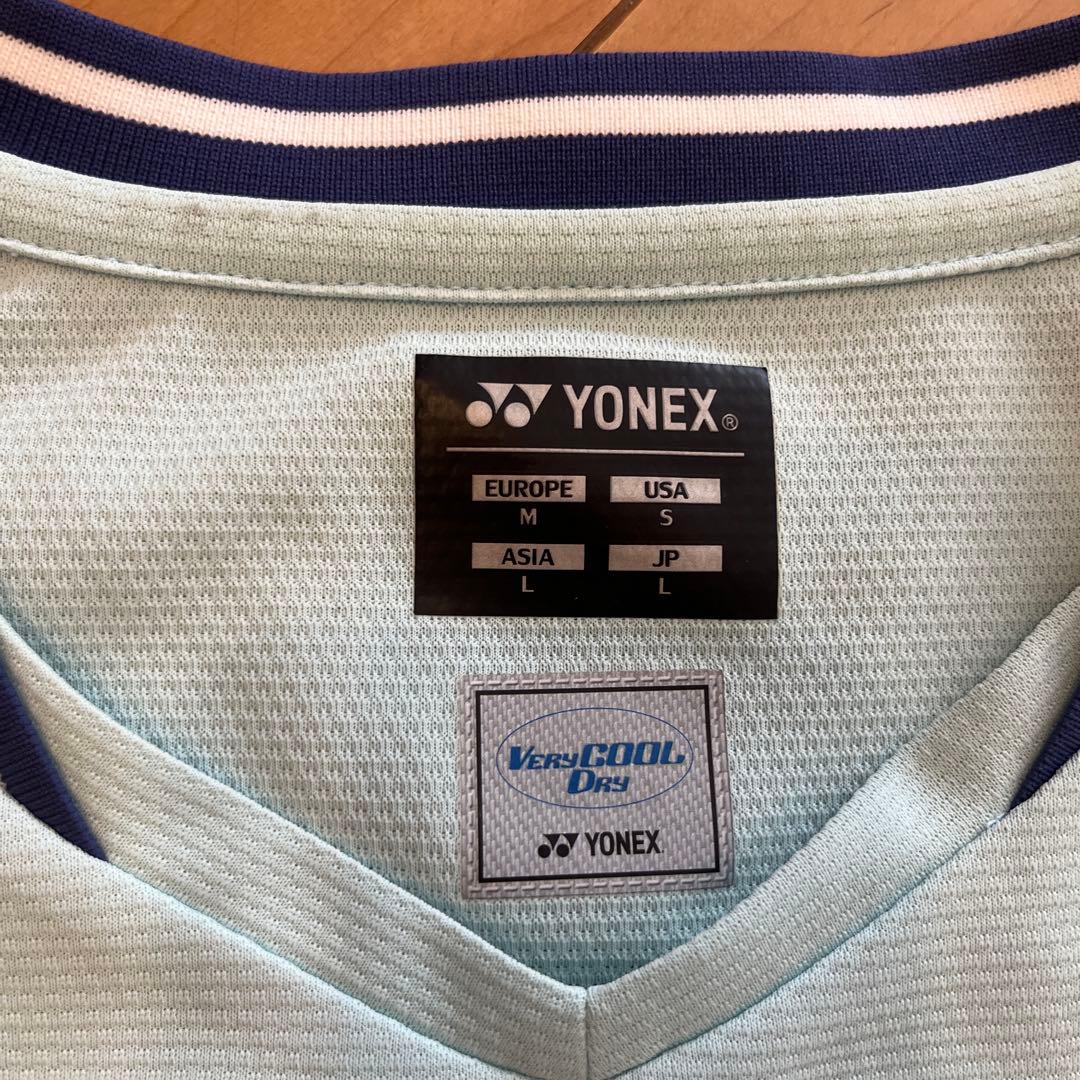 YONEX®
EUROPE USA
M S
ASIA JP
L L
VERY COOL
DRY
YONEX